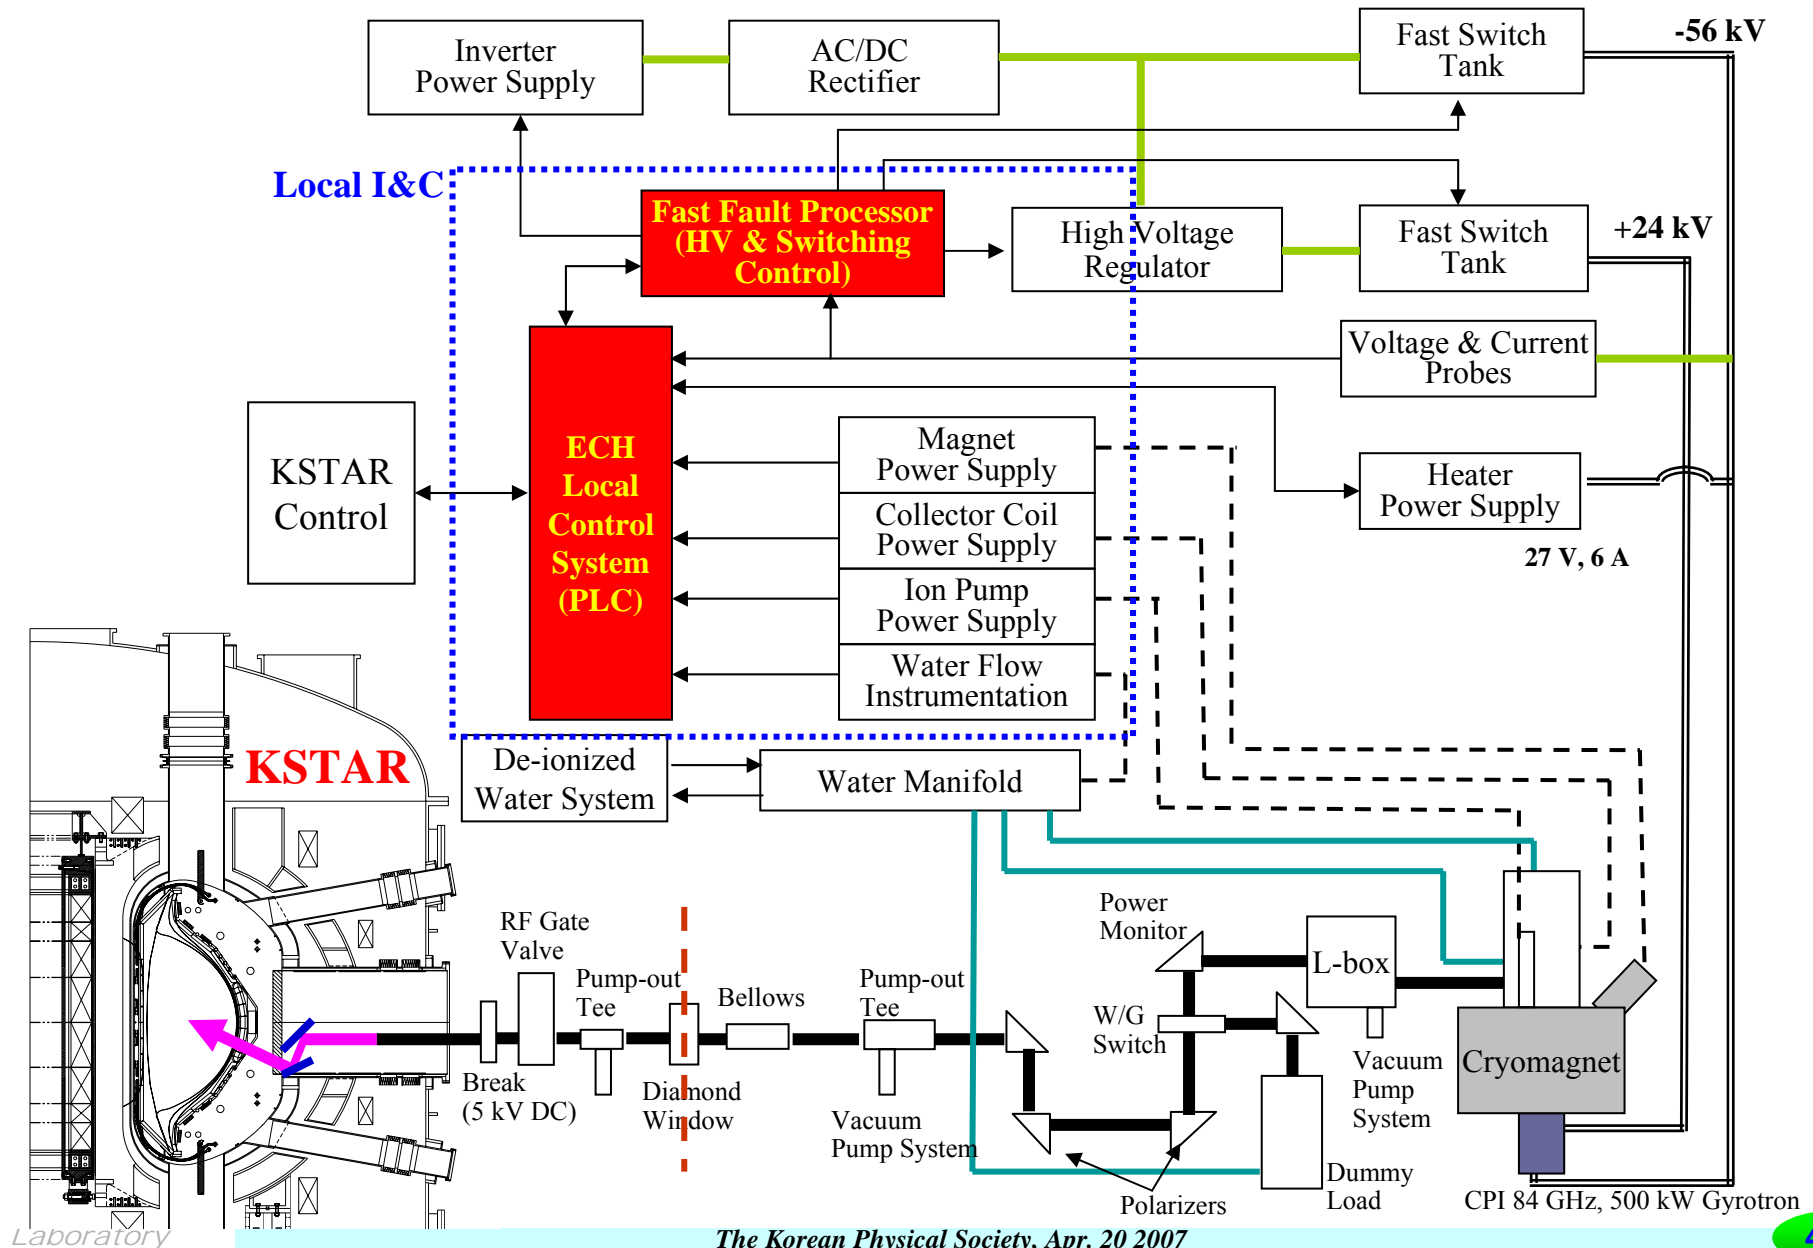 Inverter
Power Supply
AC/DC
Rectifier
Fast Switch
Tank
-56 kV
Local I&C
Fast Fault Processor
(HV & Switching
Control)
High Voltage
Regulator
Fast Switch
Tank
+24 kV
Voltage & Current
Probes
KSTAR
Control
ECH
Local
Control
System
(PLC)
Magnet
Power Supply
Collector Coil
Power Supply
Ion Pump
Power Supply
Water Flow
Instrumentation
Heater
Power Supply
27 V, 6 A
KSTAR
De-ionized
Water System
Water Manifold
RF Gate
Valve
Pump-out
Tee
Bellows
Pump-out
Tee
Power
Monitor
L-box
W/G
Switch
Break
(5 kV DC)
Diamond
Window
Vacuum
Pump System
Polarizers
Dummy
Load
Vacuum
Pump
System
Cryomagnet
CPI 84 GHz, 500 kW Gyrotron
Laboratory
The Korean Physical Society, Apr. 20 2007